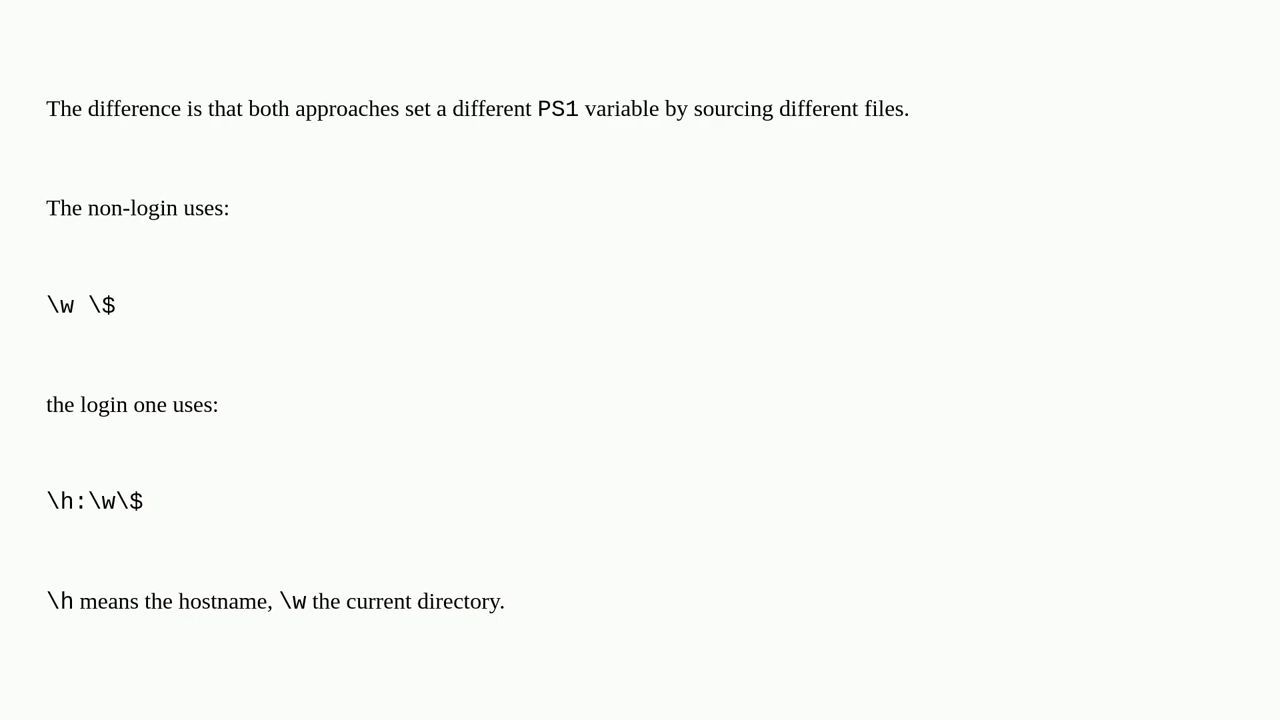 The difference is that both approaches set a different PS1 variable by sourcing different files.
The non-login uses:
\w \$
the login one uses:
\h:\w\$
\h means the hostname, \w the current directory.